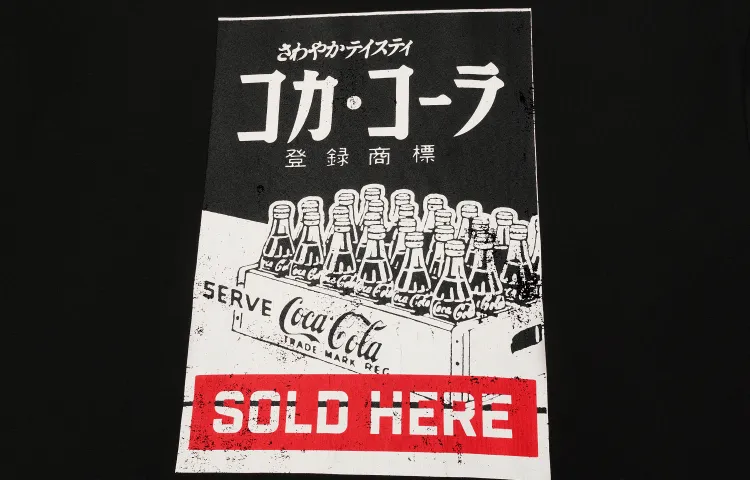 さわやかテイスティ
コカ・コーラ
登録商標
SERVE Coca-Cola
TRADE MARK REG
SOLD HERE